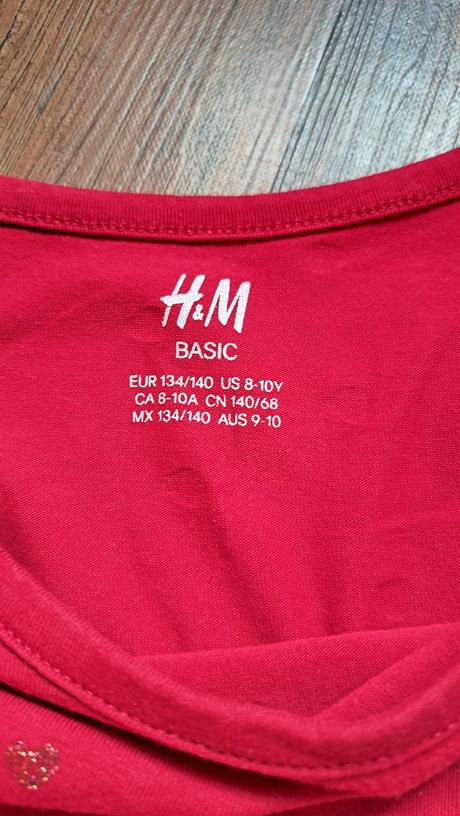 H&M
BASIC
EUR 134/140 US 8-10Y
CA 8-10A CN 140/68
MX 134/140 AUS 9-10